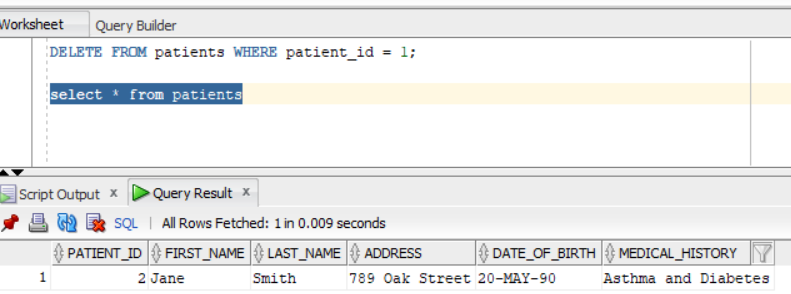 Worksheet Query Builder
DELETE FROM patients WHERE patient_id = 1;
select * from patients
Script Output x Query Result x
SQL | All Rows Fetched: 1 in 0.009 seconds
PATIENT_ID FIRST_NAME LAST_NAME ADDRESS DATE_OF_BIRTH MEDICAL_HISTORY
1 2 Jane Smith 789 Oak Street 20-MAY-90 Asthma and Diabetes